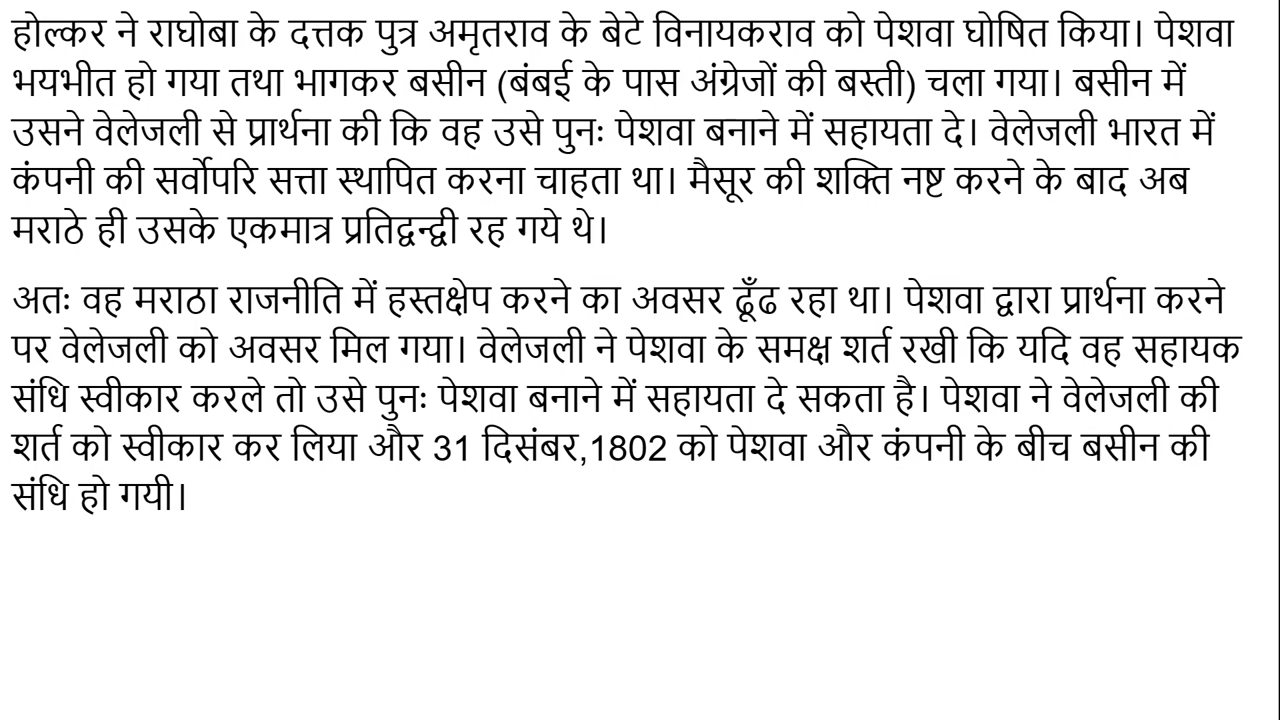 होल्कर ने राघोबा के दत्तक पुत्र अमृतराव के बेटे विनायकराव को पेशवा घोषित किया। पेशवा
भयभीत हो गया तथा भागकर बसीन (बंबई के पास अंग्रेजों की बस्ती) चला गया। बसीन में
उसने वेलेजली से प्रार्थना की कि वह उसे पुनः पेशवा बनाने में सहायता दे। वेलेजली भारत में
कंपनी की सर्वोपरि सत्ता स्थापित करना चाहता था। मैसूर की शक्ति नष्ट करने के बाद अब
मराठे ही उसके एकमात्र प्रतिद्वन्द्वी रह गये थे।
अतः वह मराठा राजनीति में हस्तक्षेप करने का अवसर ढूँढ रहा था। पेशवा द्वारा प्रार्थना करने
पर वेलेजली को अवसर मिल गया। वेलेजली ने पेशवा के समक्ष शर्त रखी कि यदि वह सहायक
संधि स्वीकार करले तो उसे पुनः पेशवा बनाने में सहायता दे सकता है। पेशवा ने वेलेजली की
शर्त को स्वीकार कर लिया और 31 दिसंबर,1802 को पेशवा और कंपनी के बीच बसीन की
संधि हो गयी।